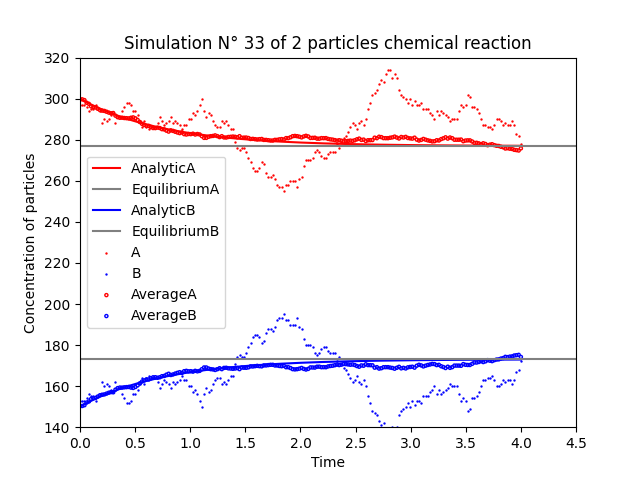 Simulation N° 33 of 2 particles chemical reaction
Concentration of particles
320
300
280
260
240
220
200
180
160
140
AnalyticA
EquilibriumA
AnalyticB
EquilibriumB
A
B
AverageA
AverageB
0.0 0.5 1.0 1.5 2.0 2.5 3.0 3.5 4.0 4.5
Time